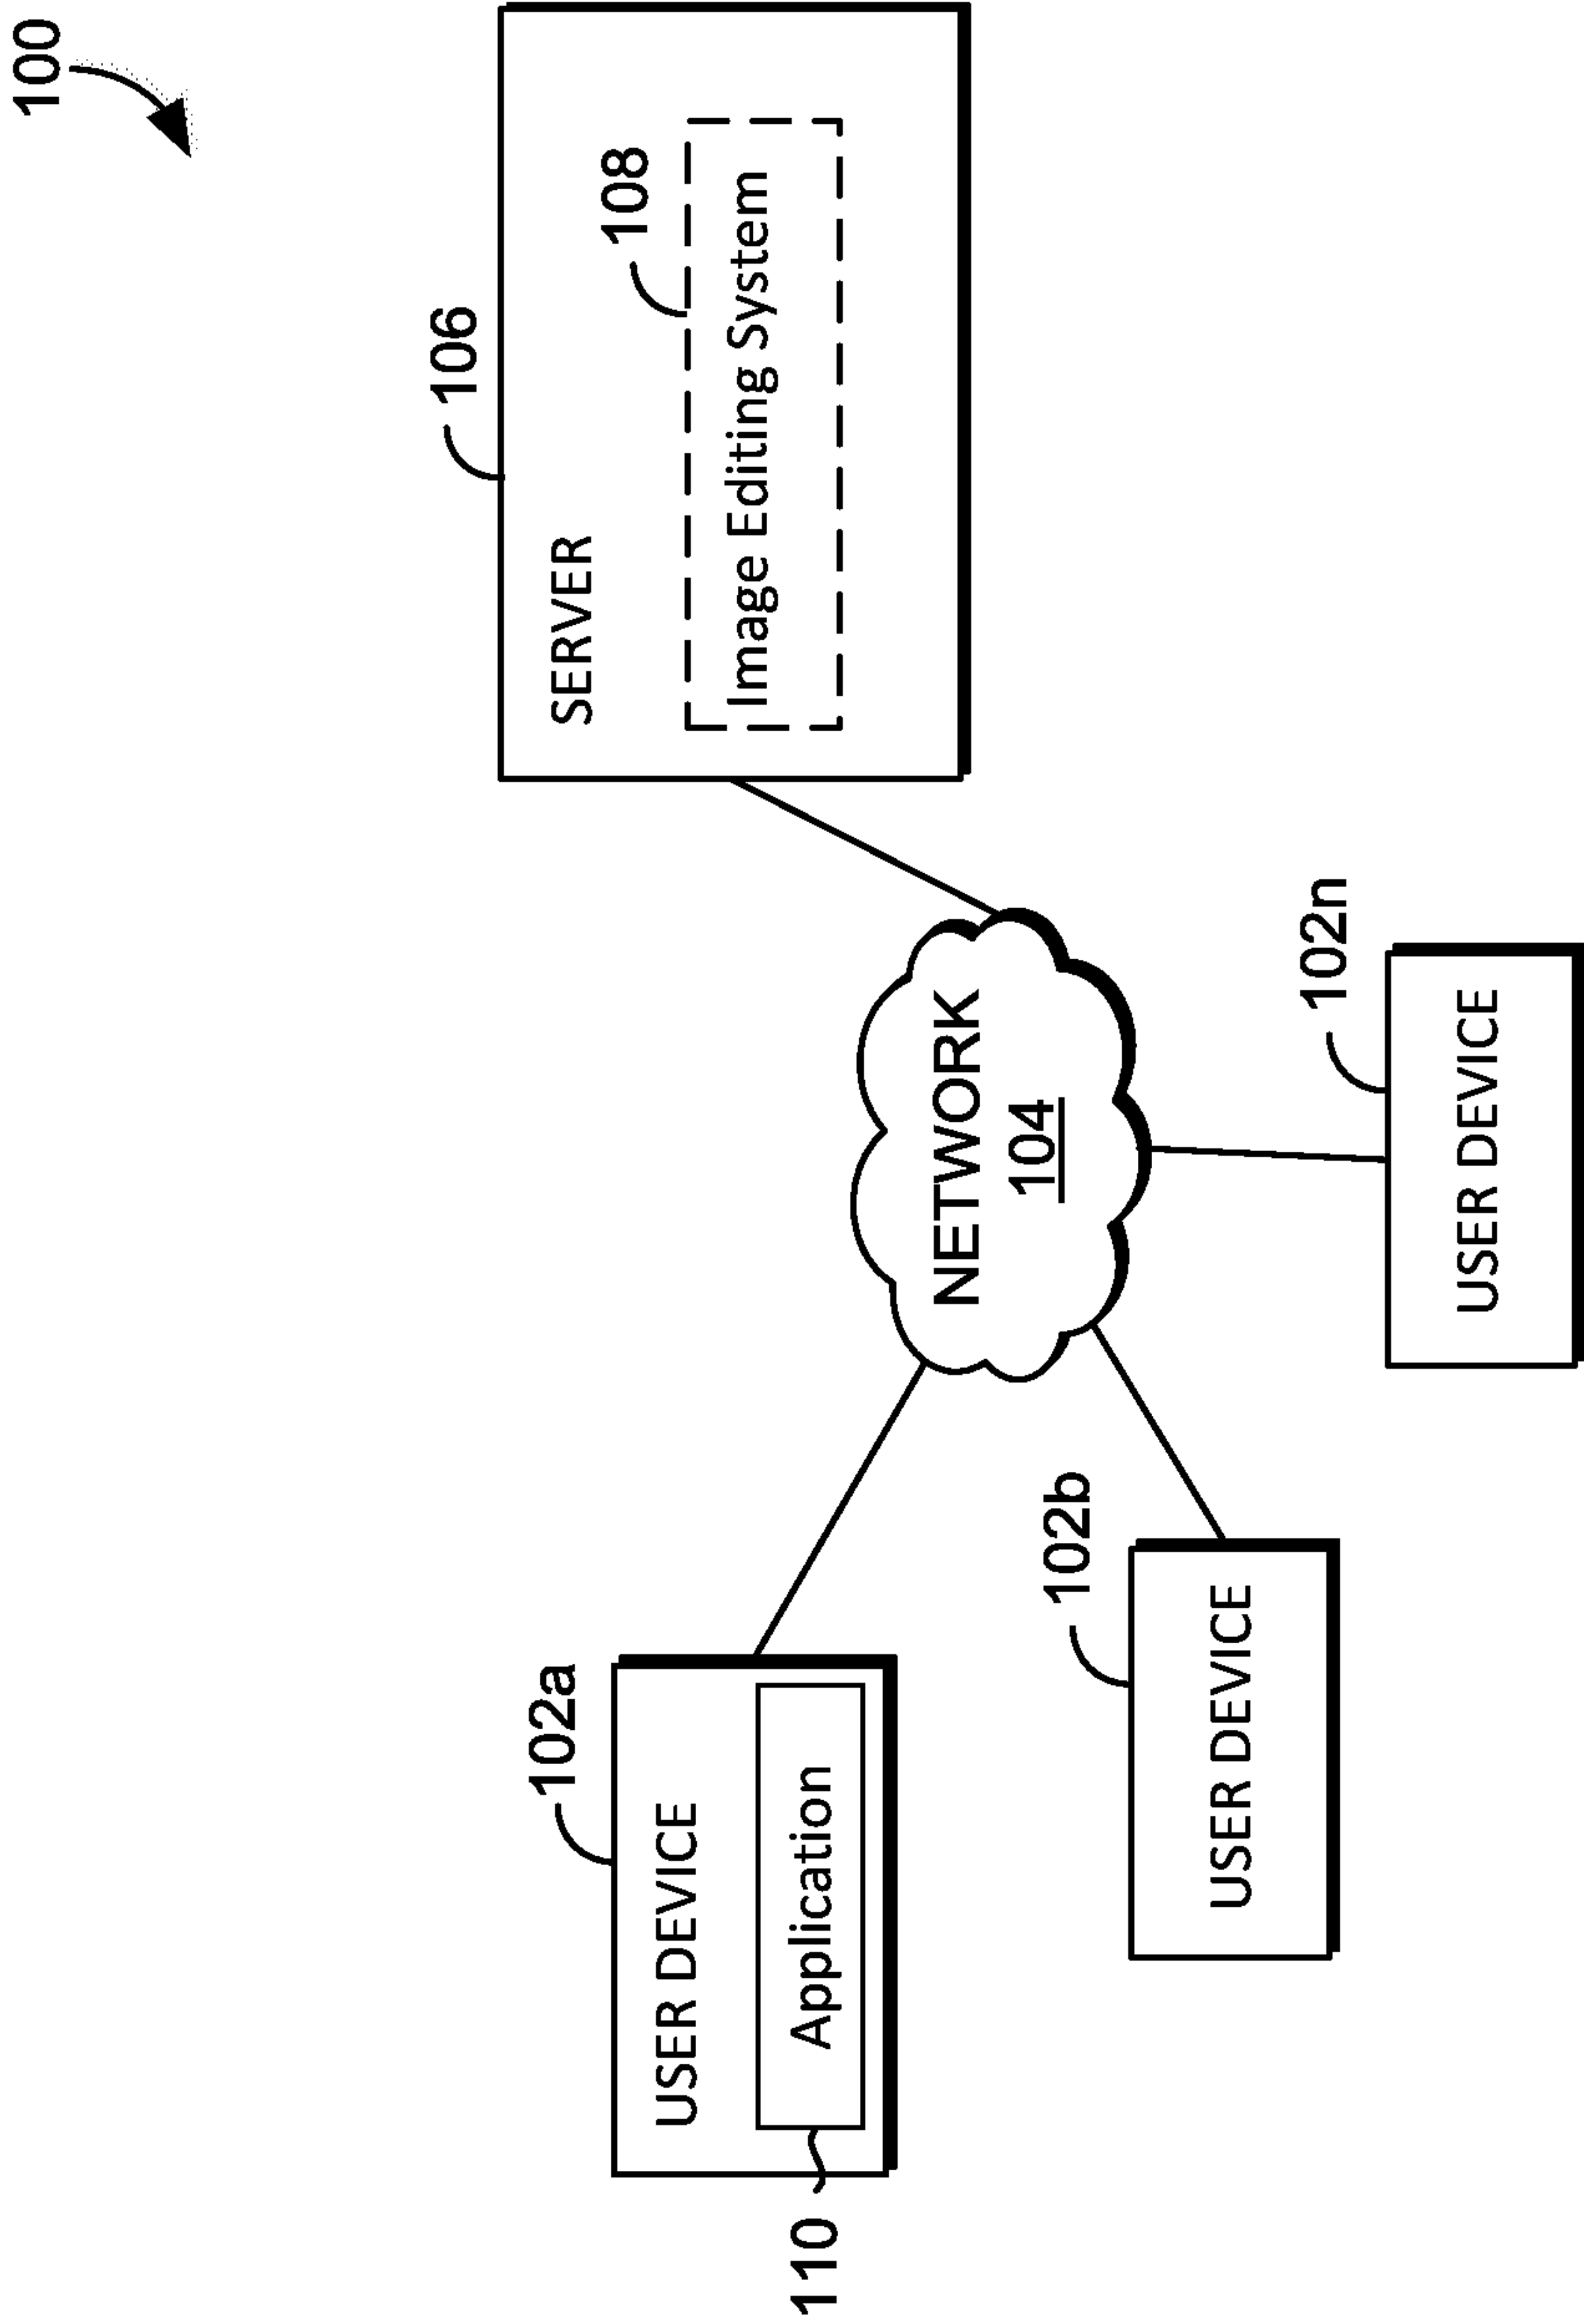 100
106
SERVER
108
Image Editing System
102a
USER DEVICE
Application
110
NETWORK
104
102b
USER DEVICE
102n
USER DEVICE